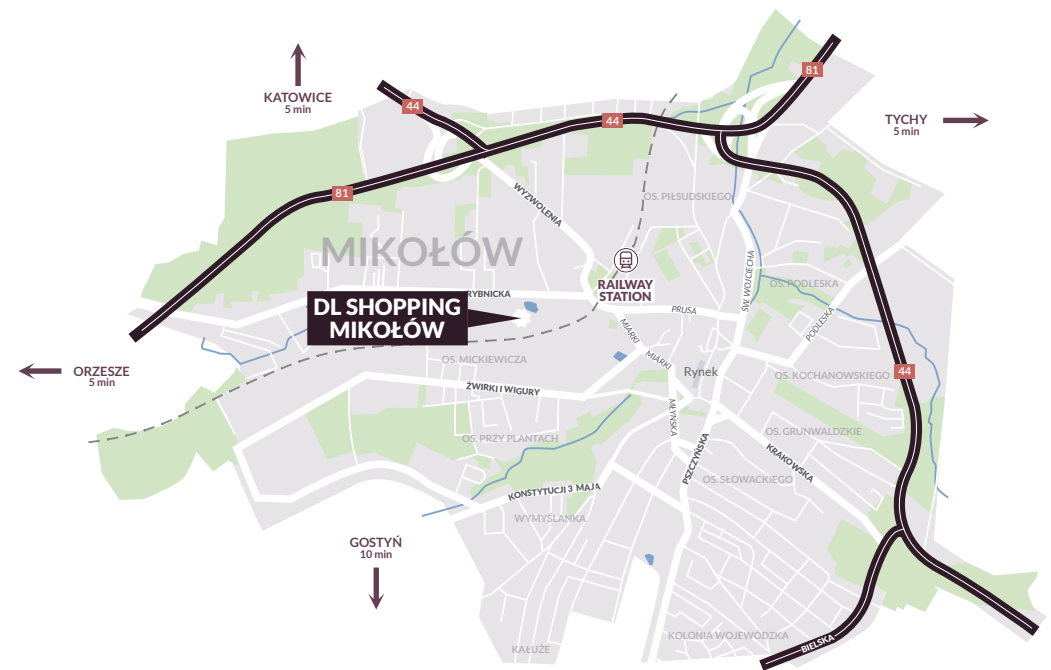 81
KATOWICE
5 min
44
44
TYCHY
5 min
81
WYZWOLENIA
OS. PIŁSUDSKIEGO
MIKOŁÓW
RAILWAY
STATION
ŚW. WOJCIECHA
OS. PODLESKA
RYBNICKA
DL SHOPPING
MIKOŁÓW
PRUSA
PODLESKA
MIARKI
MIARKI
OS. MICKIEWICZA
ORZESZE
5 min
Rynek
OS. KOCHANOWSKIEGO
44
ŻWIRKI I WIGURY
MŁYŃSKA
OS. PRZY PLANTACH
PSZCZYŃSKA
OS. GRUNWALDZKIE
KRAKOWSKA
OS. SŁOWACKIEGO
KONSTYTUCJI 3 MAJA
WYMYŚLANKA
GOSTYŃ
10 min
KOLONIA WOJEWÓDZKA
BIELSKA
KAŁUŻE